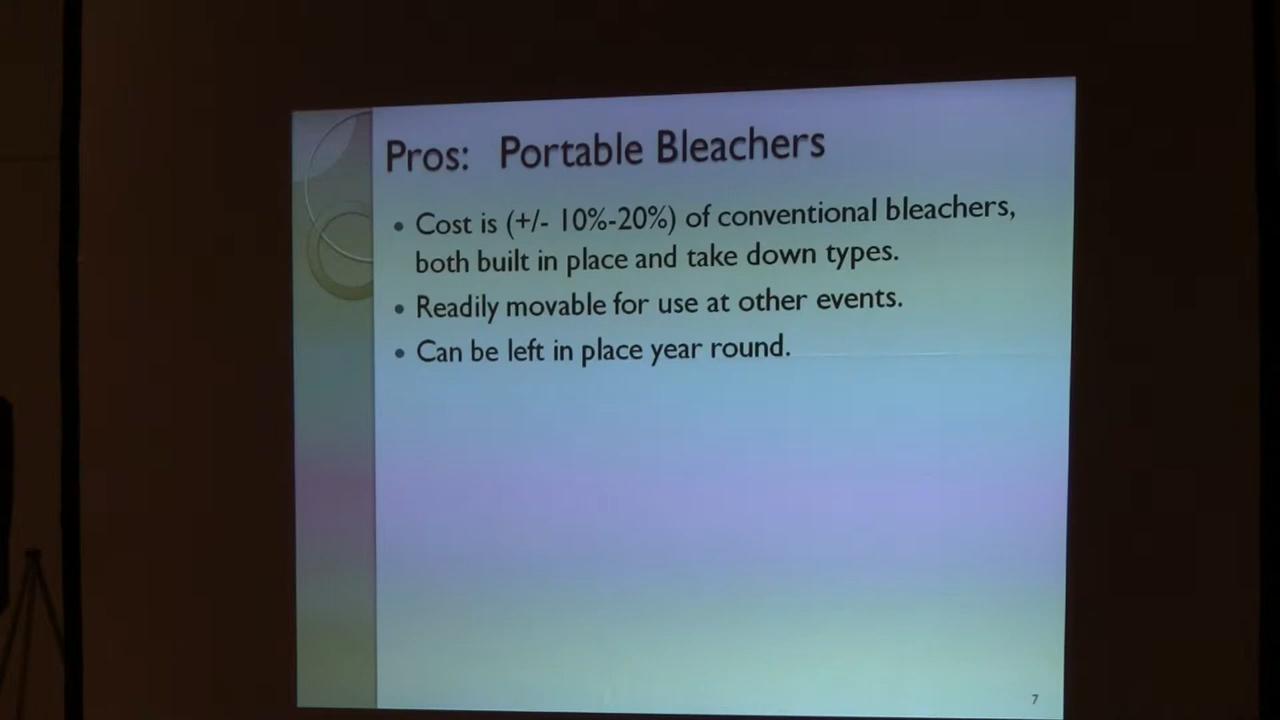 Pros: Portable Bleachers
• Cost is (+/- 10%-20%) of conventional bleachers,
both built in place and take down types.
• Readily movable for use at other events.
• Can be left in place year round.
7